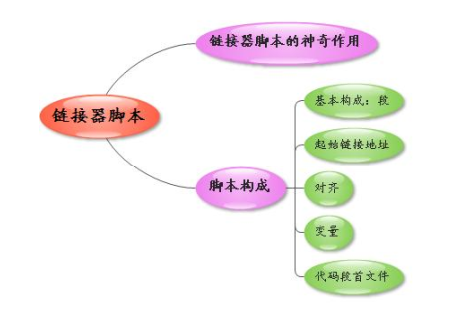 链接器脚本的神奇作用
链接器脚本
脚本构成
基本构成：段
起始链接地址
对齐
变量
代码段首文件